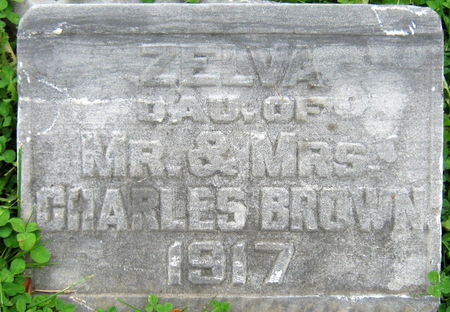 ZELVA
DAU. OF
MR. & MRS.
CHARLES BROWN.
1917